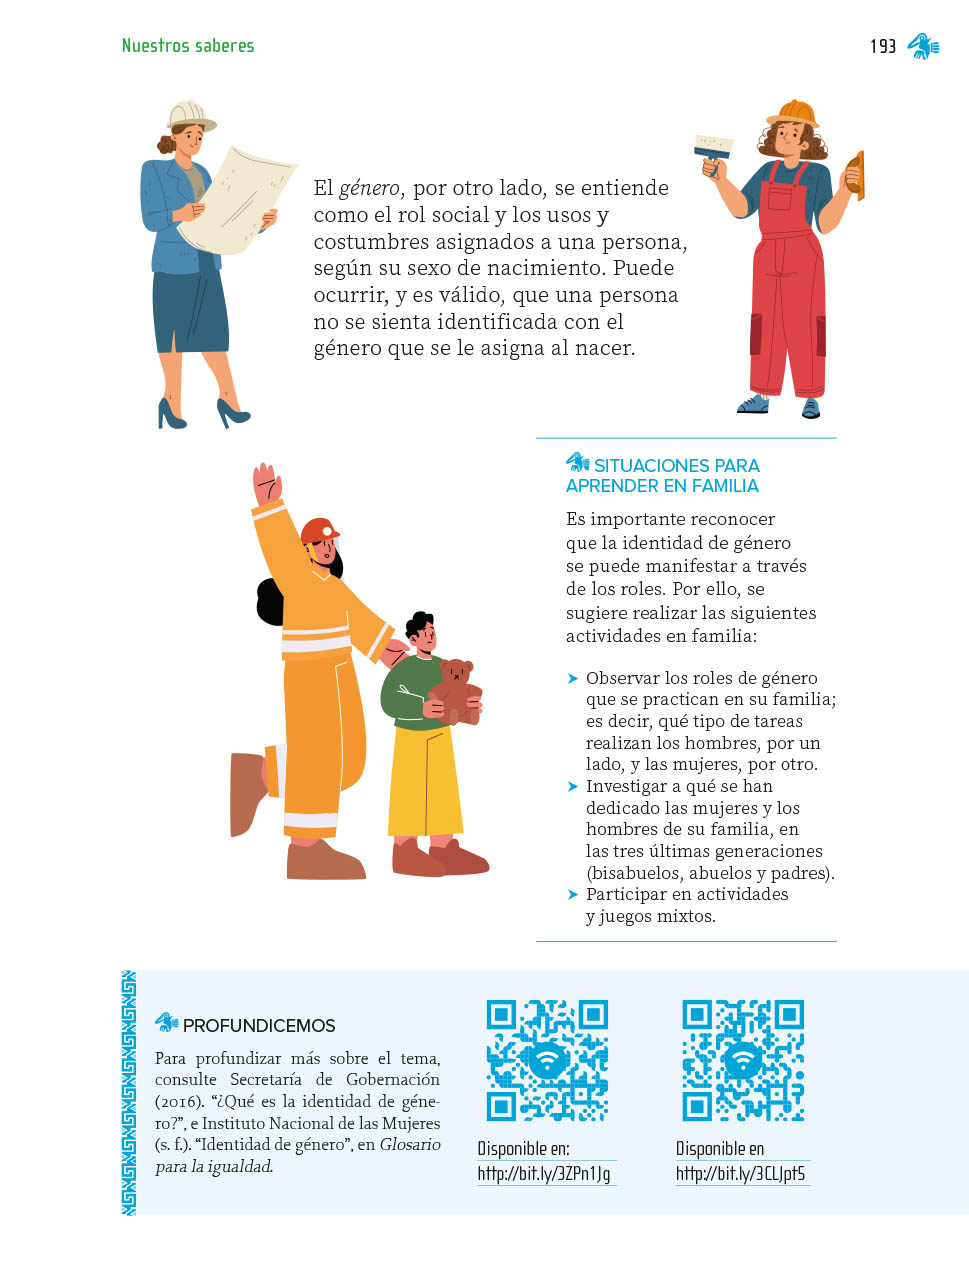 Nuestros saberes
193
El género, por otro lado, se entiende
como el rol social y los usos y
costumbres asignados a una persona,
según su sexo de nacimiento. Puede
ocurrir, y es válido, que una persona
no se sienta identificada con el
género que se le asigna al nacer.
SITUACIONES PARA
APRENDER EN FAMILIA
Es importante reconocer
que la identidad de género
se puede manifestar a través
de los roles. Por ello, se
sugiere realizar las siguientes
actividades en familia:
➤ Observar los roles de género
que se practican en su familia;
es decir, qué tipo de tareas
realizan los hombres, por un
lado, y las mujeres, por otro.
➤ Investigar a qué se han
dedicado las mujeres y los
hombres de su familia, en
las tres últimas generaciones
(bisabuelos, abuelos y padres).
➤ Participar en actividades
y juegos mixtos.
PROFUNDICEMOS
Para profundizar más sobre el tema,
consulte Secretaría de Gobernación
(2016). “¿Qué es la identidad de géne-
ro?”, e Instituto Nacional de las Mujeres
(s. f.). “Identidad de género”, en Glosario
para la igualdad.
Disponible en:
http://bit.ly/3ZPn1Jg
Disponible en
http://bit.ly/3CLJpt5